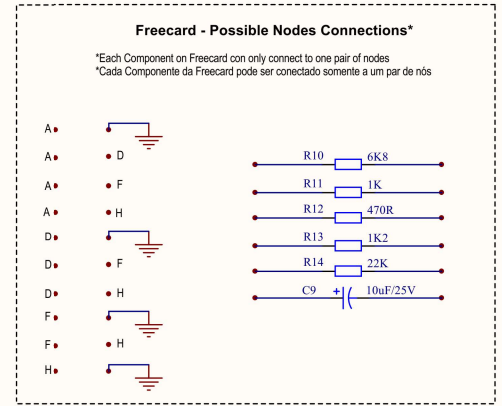 Freecard - Possible Nodes Connections*
*Each Component on Freecard con only connect to one pair of nodes
*Cada Componente da Freecard pode ser conectado somente a um par de nós
A
A D
A F
A H
D
D F
D H
F
F H
H
R10 6K8
R11 1K
R12 470R
R13 1K2
R14 22K
C9 + 10uF/25V